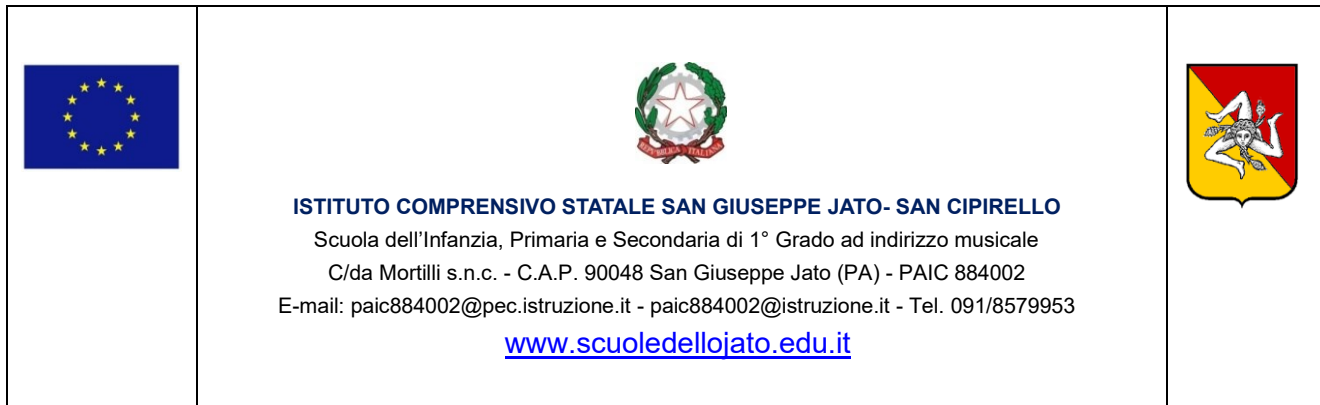 REPVBBLICA ITALIANA
ISTITUTO COMPRENSIVO STATALE SAN GIUSEPPE JATO- SAN CIPIRELLO
Scuola dell’Infanzia, Primaria e Secondaria di 1° Grado ad indirizzo musicale
C/da Mortilli s.n.c. - C.A.P. 90048 San Giuseppe Jato (PA) - PAIC 884002
E-mail: paic884002@pec.istruzione.it - paic884002@istruzione.it - Tel. 091/8579953
www.scuoledellojato.edu.it